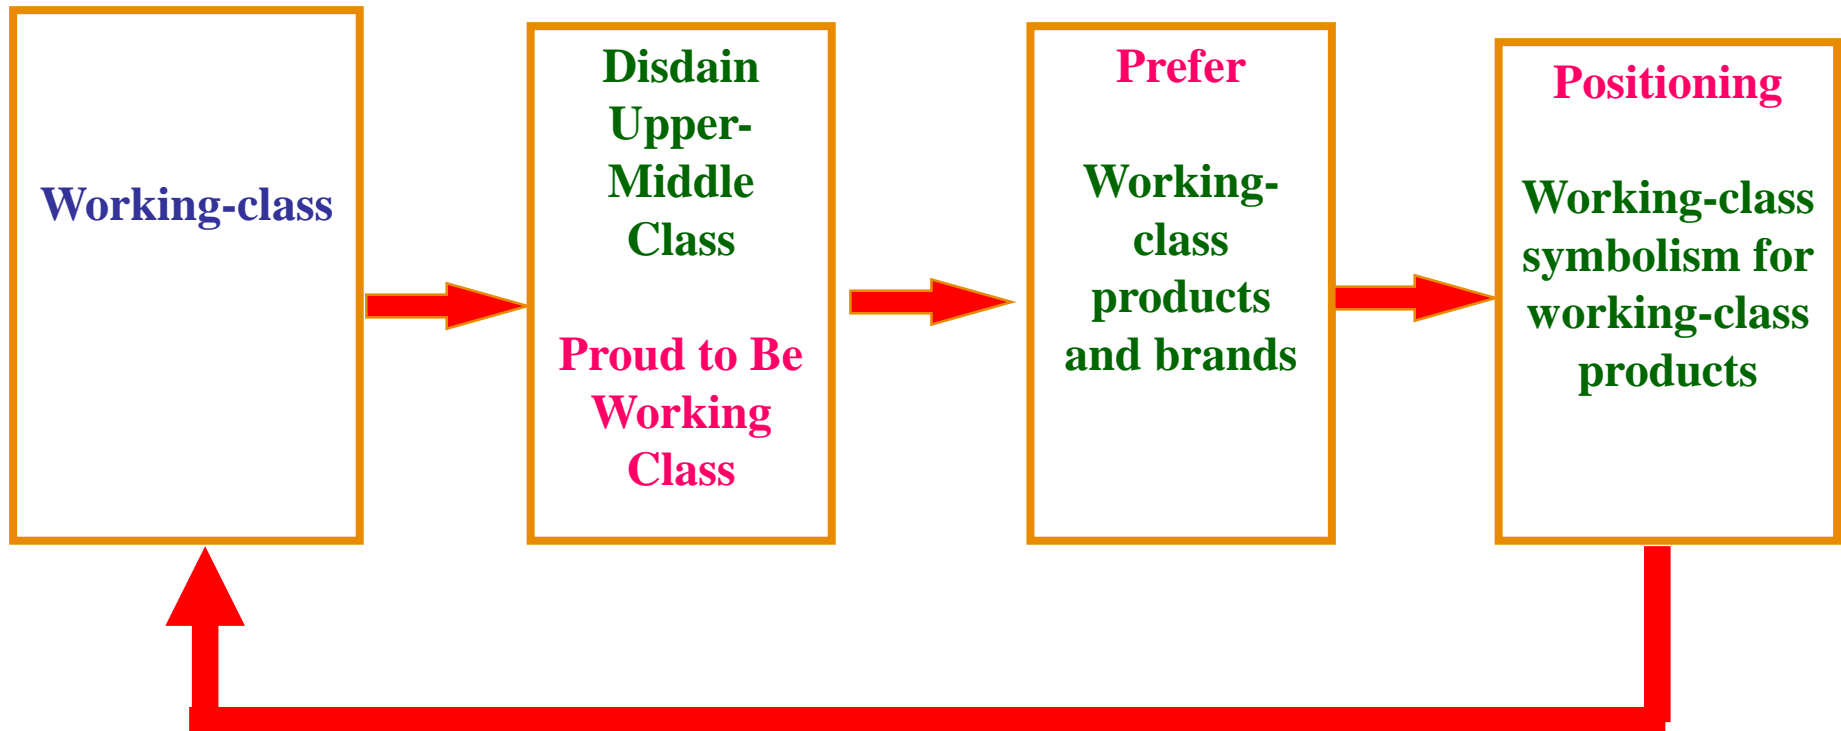 Working-class
Disdain
Upper-
Middle
Class
Proud to Be
Working
Class
Prefer
Working-
class
products
and brands
Positioning
Working-class
symbolism for
working-class
products